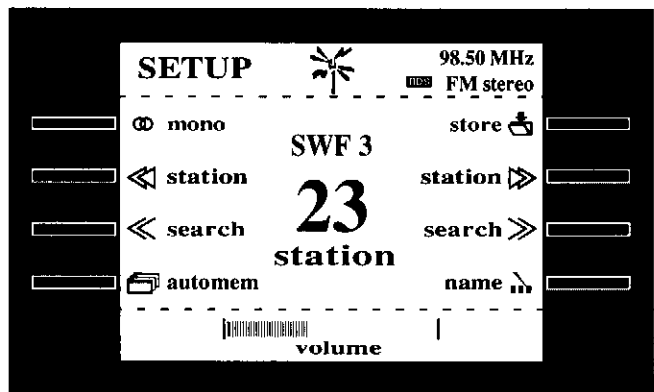 SETUP
98.50 MHz
RDS FM stereo
mono
store
SWF 3
station
station
23
search
search
station
automem
name
volume